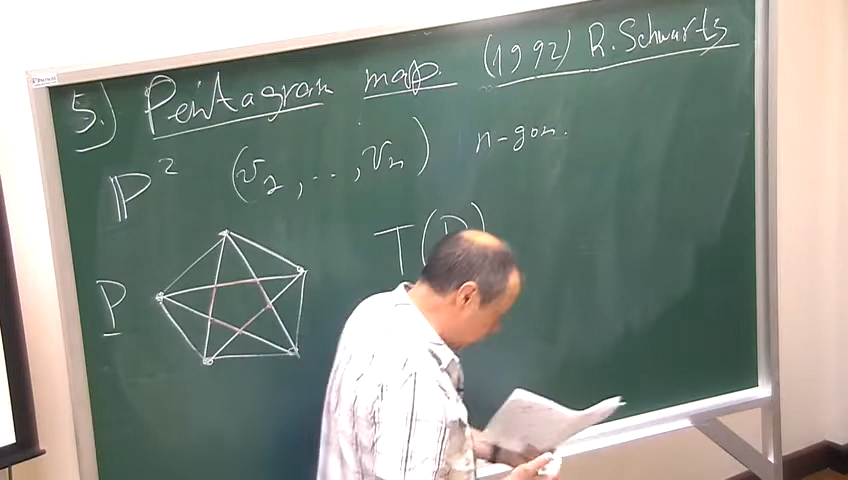 5.) Pentagram map. (1992) R. Schwartz
P² (v₁, ..., vₙ) n-gon.
T(P)
P